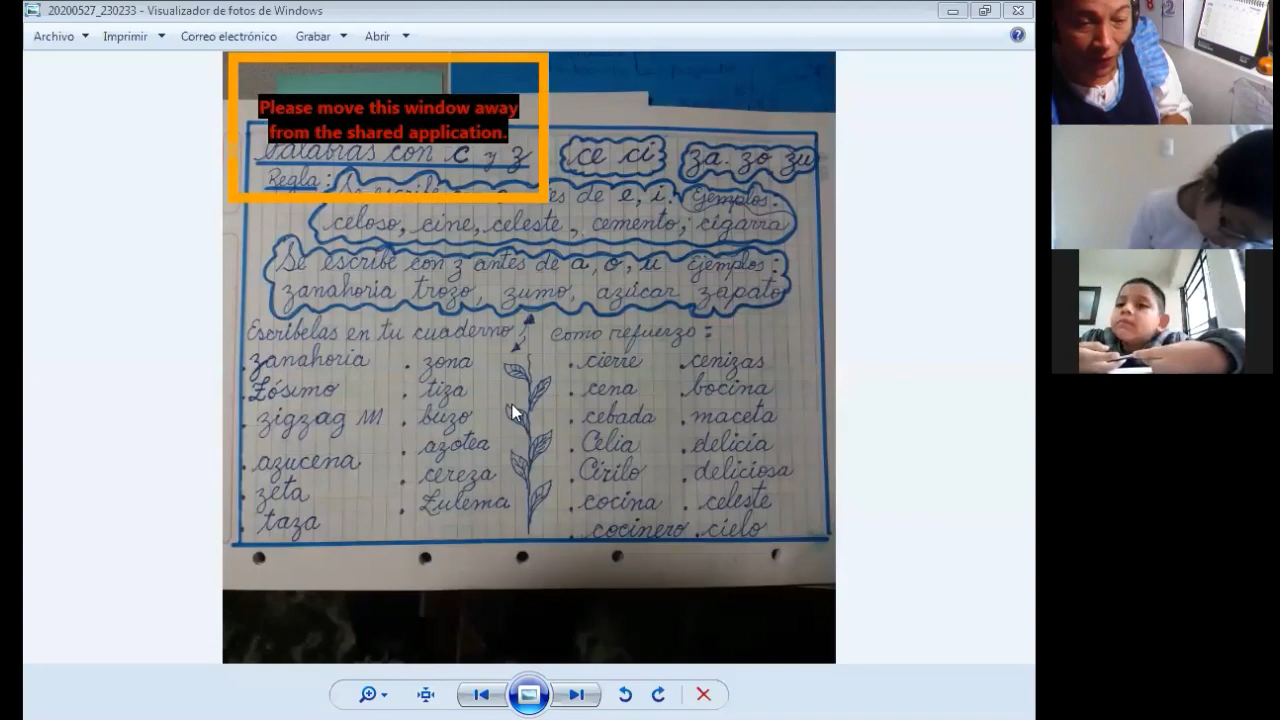 20200527_230233 - Visualizador de fotos de Windows
Archivo Imprimir Correo electrónico Grabar Abrir
Please move this window away
from the shared application.
Palabras con c y z ce ci za. zo zu
Regla: Se escribe con c antes de e, i. Ejemplos:
celoso, cine, celeste, cemento, cigarra
Se escribe con z antes de a, o, u Ejemplos:
zanahoria trozo, zumo, azúcar zapato
Escríbelas en tu cuaderno como refuerzo:
. zanahoria . zona . cierre . cenizas
. Zósimo . tiza . cena . bocina
. zigzag . buzo . cebada . maceta
. azotea . Celia . delicia
. azucena . cereza . Cirilo . deliciosa
. zeta . Zulema . cocina . celeste
. taza . cocinero . cielo